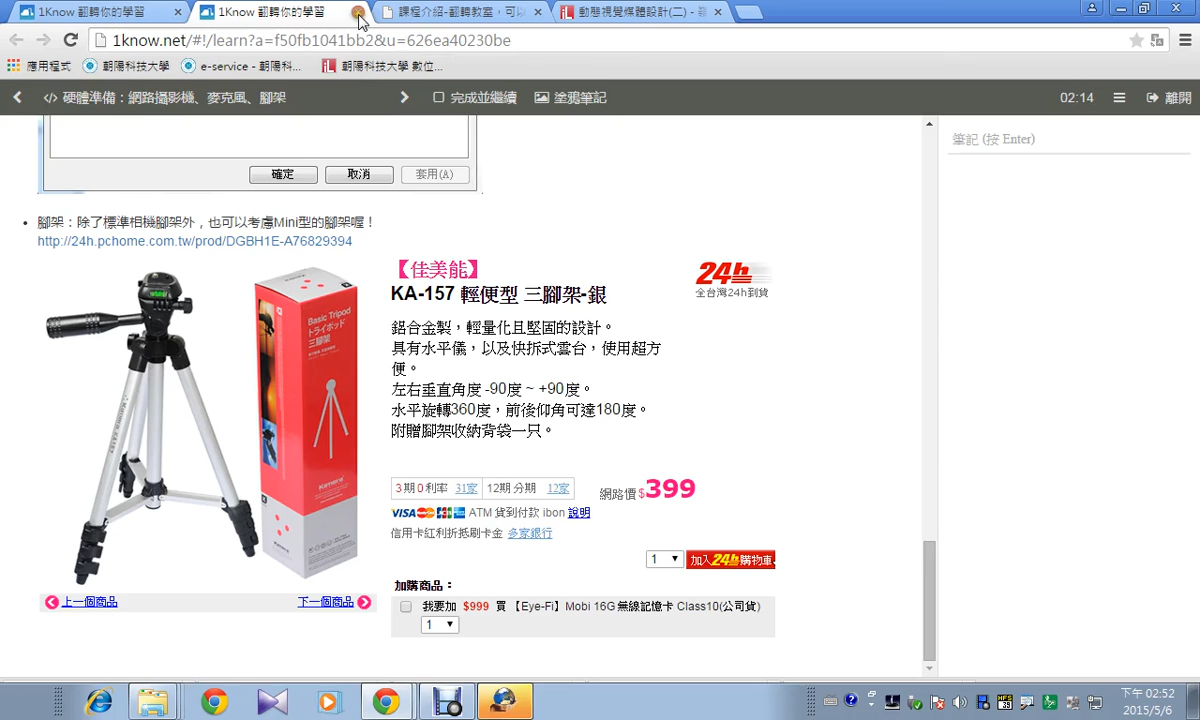 1Know 翻轉你的學習
1Know 翻轉你的學習
課程介紹-翻轉教室，可以
動態視覺媒體設計(二) -
1know.net/#!/learn?a=f50fb1041bb2&u=626ea40230be
應用程式
朝陽科技大學
e-service - 朝陽科...
朝陽科技大學 數位...
硬體準備：網路攝影機、麥克風、腳架
完成並繼續
塗鴉筆記
02:14
離開
筆記 (按 Enter)
確定
取消
套用(A)
腳架：除了標準相機腳架外，也可以考慮Mini型的腳架喔！
http://24h.pchome.com.tw/prod/DGBH1E-A76829394
【佳美能】
KA-157 輕便型 三腳架-銀
24h
全台灣24h到貨
鋁合金製，輕量化且堅固的設計。
具有水平儀，以及快拆式雲台，使用超方
便。
左右垂直角度 -90度 ~ +90度。
水平旋轉360度，前後仰角可達180度。
附贈腳架收納背袋一只。
Basic Tripod
トライポッド
三腳架
Kamera
3期0利率 31家
12期分期 12家
網路價$399
VISA
ATM 貨到付款 ibon 說明
信用卡紅利折抵刷卡金 多家銀行
1
加入24h購物車
上一個商品
下一個商品
加購商品：
我要加 $999 買 【Eye-Fi】Mobi 16G 無線記憶卡 Class10(公司貨)
1
下午 02:52
2015/5/6